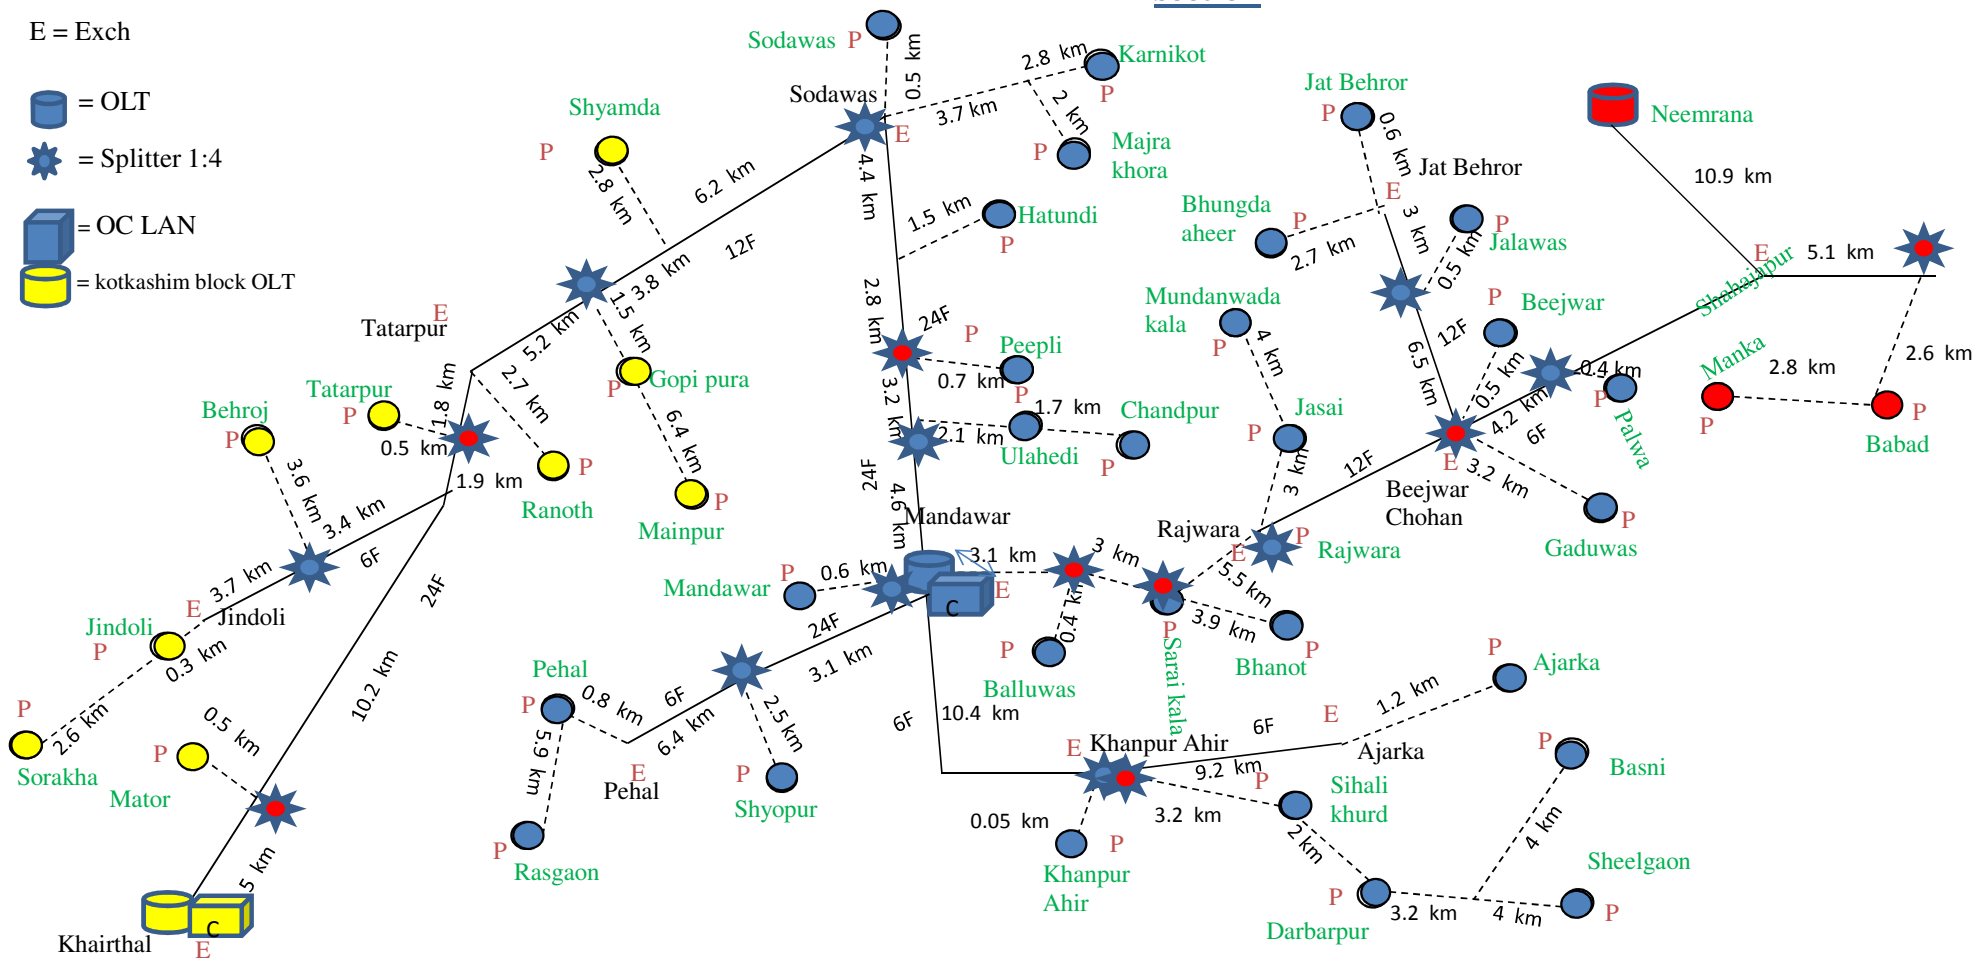 E = Exch
= OLT
= Splitter 1:4
= OC LAN
= kotkashim block OLT
Sodawas P
0.5 km
Sodawas
E
2.8 km
Karnikot
P
3.7 km
2 km
P
Majra
khora
Shyamda
P
2.8 km
6.2 km
12F
3.8 km
4.4 km
1.5 km
Hatundi
P
2.8 km
24F
P
Peepli
0.7 km
P
3.2 km
1.7 km
2.1 km
Ulahedi
Chandpur
P
24F
4.6 km
Mandawar
E
Tatarpur
5.2 km
1.5 km
Gopi pura
P
6.4 km
P
Mainpur
1.8 km
2.7 km
P
Ranoth
Tatarpur
P
0.5 km
Behroj
P
3.6 km
1.9 km
3.4 km
6F
3.7 km
E
Jindoli
Jindoli
P
0.3 km
P
2.6 km
Sorakha
24F
10.2 km
0.5 km
P
Mator
5 km
C
Khairthal
E
Mandawar
P
0.6 km
C
E
3.1 km
3 km
24F
3.1 km
Pehal
P
0.8 km
6F
6.4 km
5.9 km
E
Pehal
P
Rasgaon
2.5 km
P
Shyopur
P
0.4 km
Balluwas
P
Sarai kala
3.9 km
5.5 km
Bhanot
P
Rajwara
E
P
Rajwara
3 km
Jasai
P
4 km
Mundanwada
kala
P
12F
Jat Behror
P
0.6 km
E
Jat Behror
Bhungda
aheer
P
2.7 km
3 km
P
Jalawas
0.5 km
12F
6.5 km
P
Beejwar
0.5 km
4.2 km
6F
E
Beejwar
Chohan
3.2 km
P
Gaduwas
0.4 km
P
Palwa
Shahajapur
E
5.1 km
Neemrana
10.9 km
2.6 km
Manka
P
2.8 km
P
Babad
6F
10.4 km
E
Khanpur Ahir
0.05 km
P
Khanpur
Ahir
6F
9.2 km
E
Ajarka
1.2 km
P
Ajarka
3.2 km
P
Sihali
khurd
2 km
P
Darbarpur
3.2 km
4 km
P
Basni
4 km
P
Sheelgaon